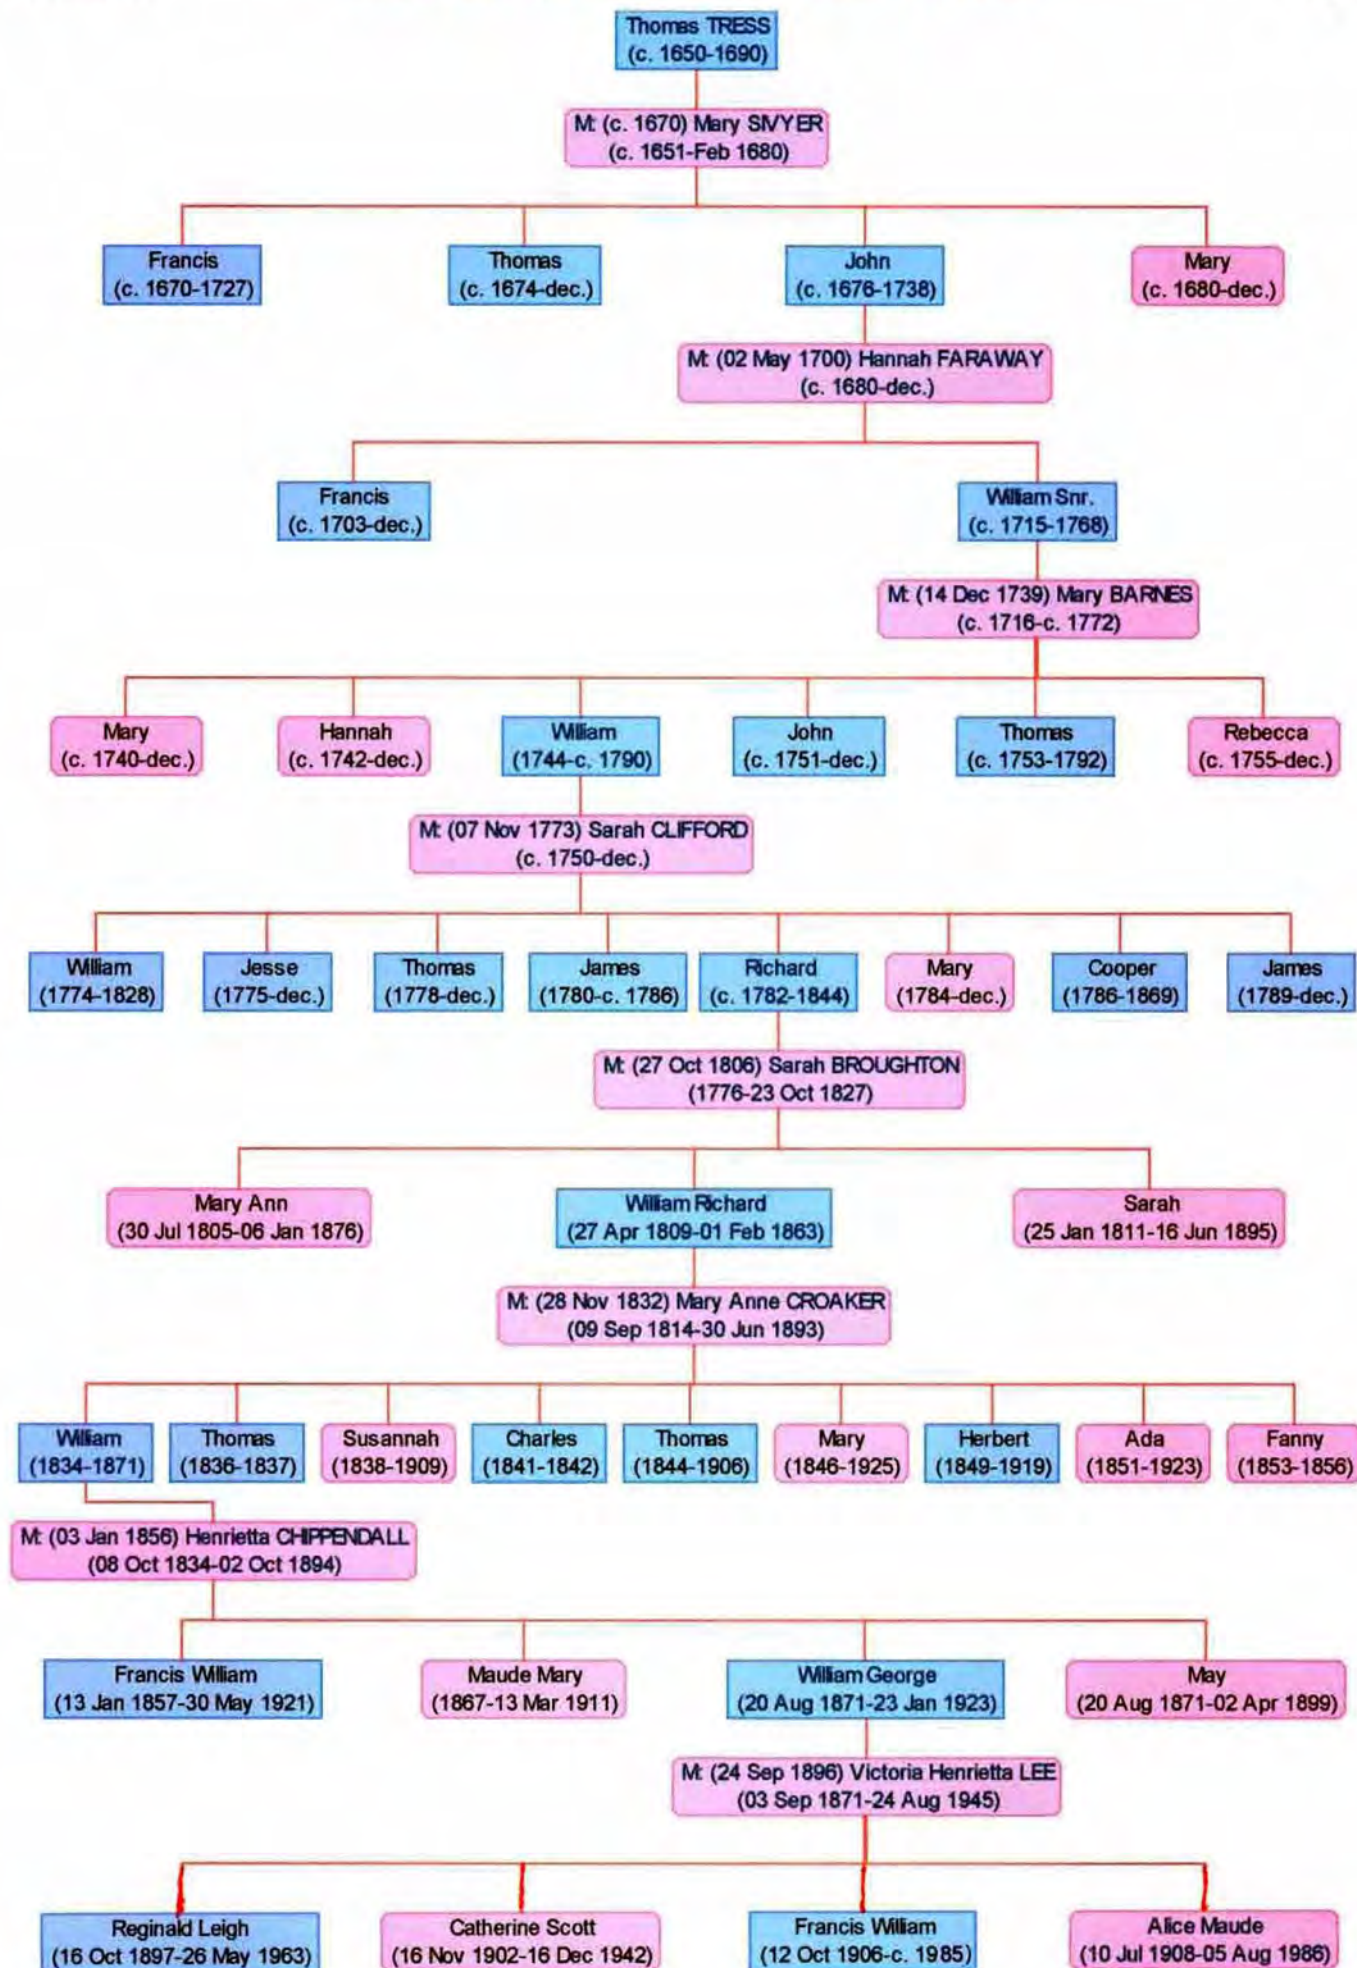 Thomas TRESS
(c. 1650-1690)
M: (c. 1670) Mary SIVYER
(c. 1651-Feb 1680)
Francis
(c. 1670-1727)
Thomas
(c. 1674-dec.)
John
(c. 1676-1738)
Mary
(c. 1680-dec.)
M: (02 May 1700) Hannah FARAWAY
(c. 1680-dec.)
Francis
(c. 1703-dec.)
William Snr.
(c. 1715-1768)
M: (14 Dec 1739) Mary BARNES
(c. 1716-c. 1772)
Mary
(c. 1740-dec.)
Hannah
(c. 1742-dec.)
William
(1744-c. 1790)
John
(c. 1751-dec.)
Thomas
(c. 1753-1792)
Rebecca
(c. 1755-dec.)
M: (07 Nov 1773) Sarah CLIFFORD
(c. 1750-dec.)
William
(1774-1828)
Jesse
(1775-dec.)
Thomas
(1778-dec.)
James
(1780-c. 1786)
Richard
(c. 1782-1844)
Mary
(1784-dec.)
Cooper
(1786-1869)
James
(1789-dec.)
M: (27 Oct 1806) Sarah BROUGHTON
(1776-23 Oct 1827)
Mary Ann
(30 Jul 1805-06 Jan 1876)
William Richard
(27 Apr 1809-01 Feb 1863)
Sarah
(25 Jan 1811-16 Jun 1895)
M: (28 Nov 1832) Mary Anne CROAKER
(09 Sep 1814-30 Jun 1893)
William
(1834-1871)
Thomas
(1836-1837)
Susannah
(1838-1909)
Charles
(1841-1842)
Thomas
(1844-1906)
Mary
(1846-1925)
Herbert
(1849-1919)
Ada
(1851-1923)
Fanny
(1853-1856)
M: (03 Jan 1856) Henrietta CHIPPENDALL
(08 Oct 1834-02 Oct 1894)
Francis William
(13 Jan 1857-30 May 1921)
Maude Mary
(1867-13 Mar 1911)
William George
(20 Aug 1871-23 Jan 1923)
May
(20 Aug 1871-02 Apr 1899)
M: (24 Sep 1896) Victoria Henrietta LEE
(03 Sep 1871-24 Aug 1945)
Reginald Leigh
(16 Oct 1897-26 May 1963)
Catherine Scott
(16 Nov 1902-16 Dec 1942)
Francis William
(12 Oct 1906-c. 1985)
Alice Maude
(10 Jul 1908-05 Aug 1986)